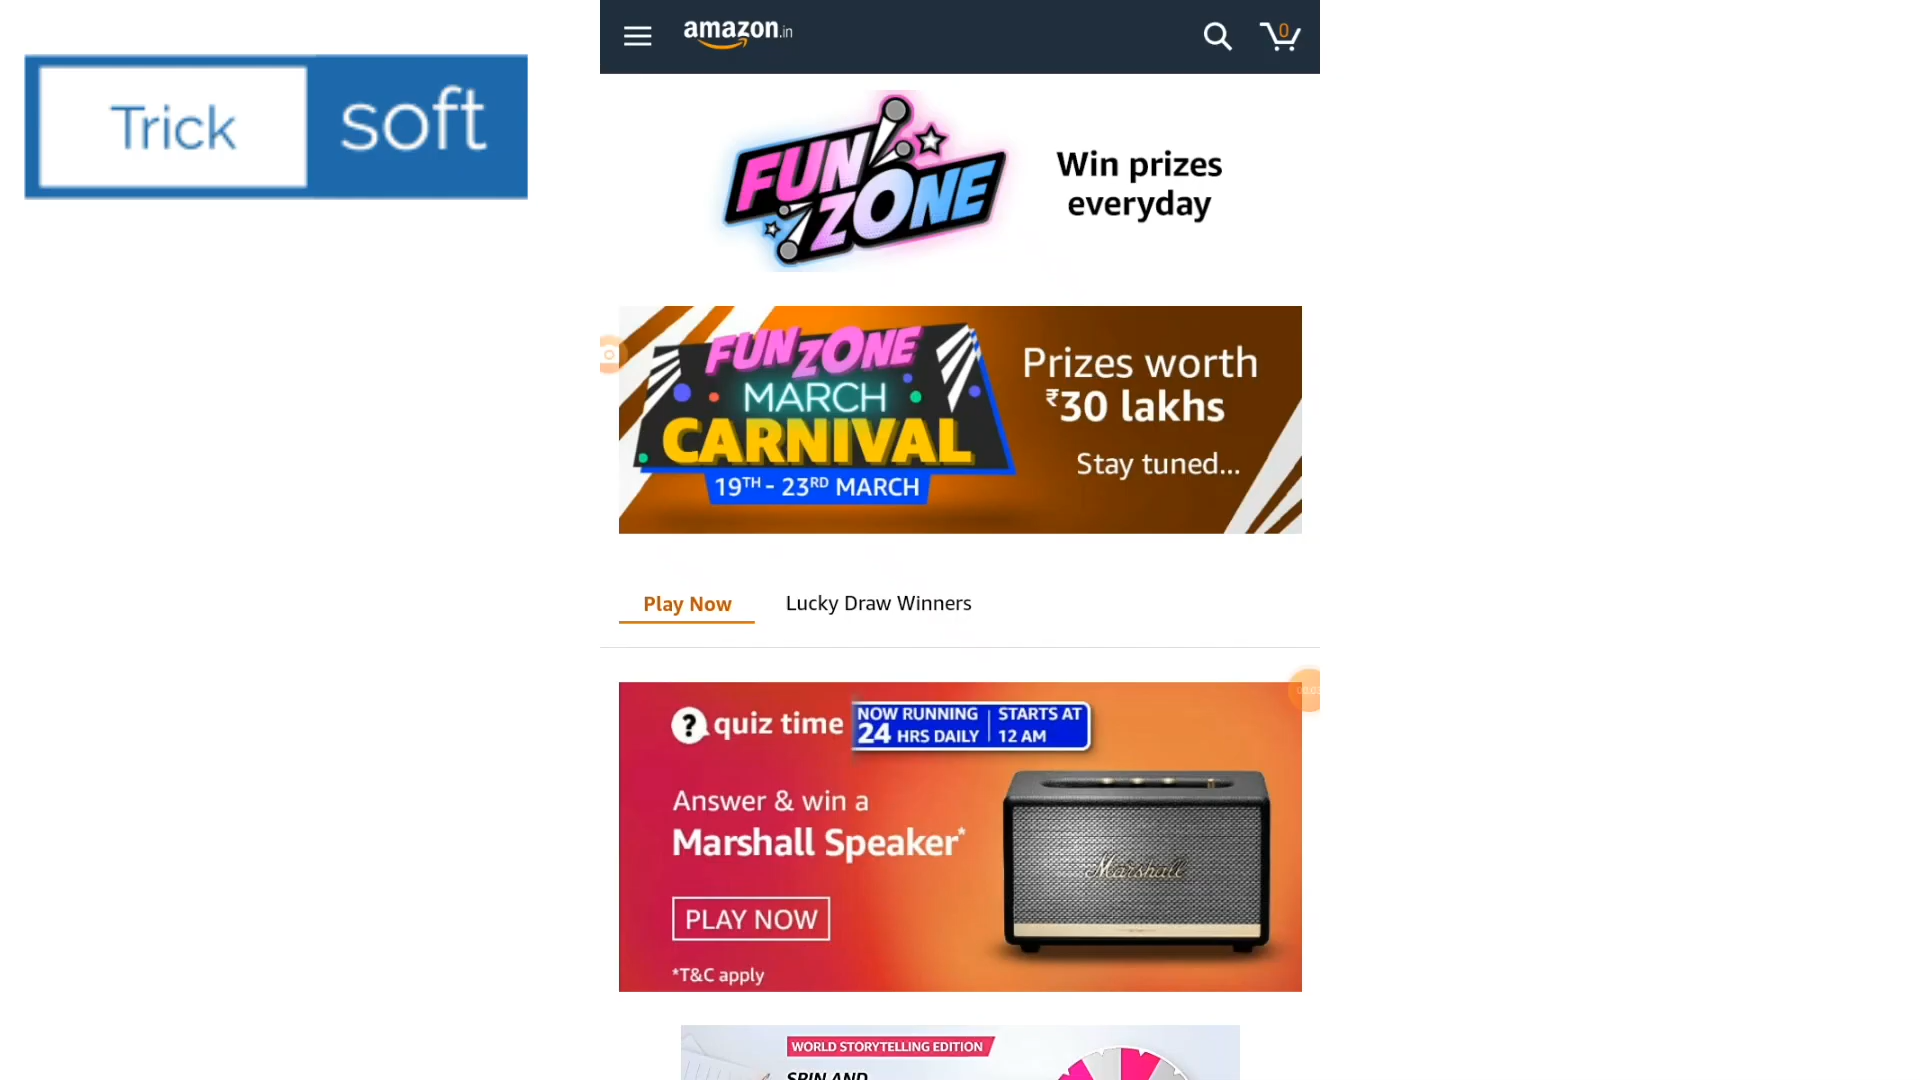 Trick soft
amazon.in
0
FUN
ZONE
Win prizes
everyday
FUN ZONE
MARCH
CARNIVAL
19TH - 23RD MARCH
Prizes worth
₹30 lakhs
Stay tuned...
Play Now
Lucky Draw Winners
? quiz time
NOW RUNNING
24 HRS DAILY
STARTS AT
12 AM
Answer & win a
Marshall Speaker*
Marshall
PLAY NOW
*T&C apply
WORLD STORYTELLING EDITION
SPIN AND